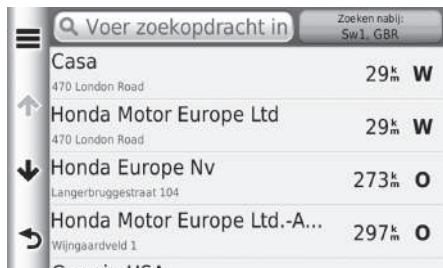 Voer zoekopdracht in
Zoeken nabij:
Sw1, GBR
Casa
470 London Road
29 km W
Honda Motor Europe Ltd
470 London Road
29 km W
Honda Europe Nv
Langerbruggestraat 104
273 km O
Honda Motor Europe Ltd.-A...
Wijngaardveld 1
297 km O